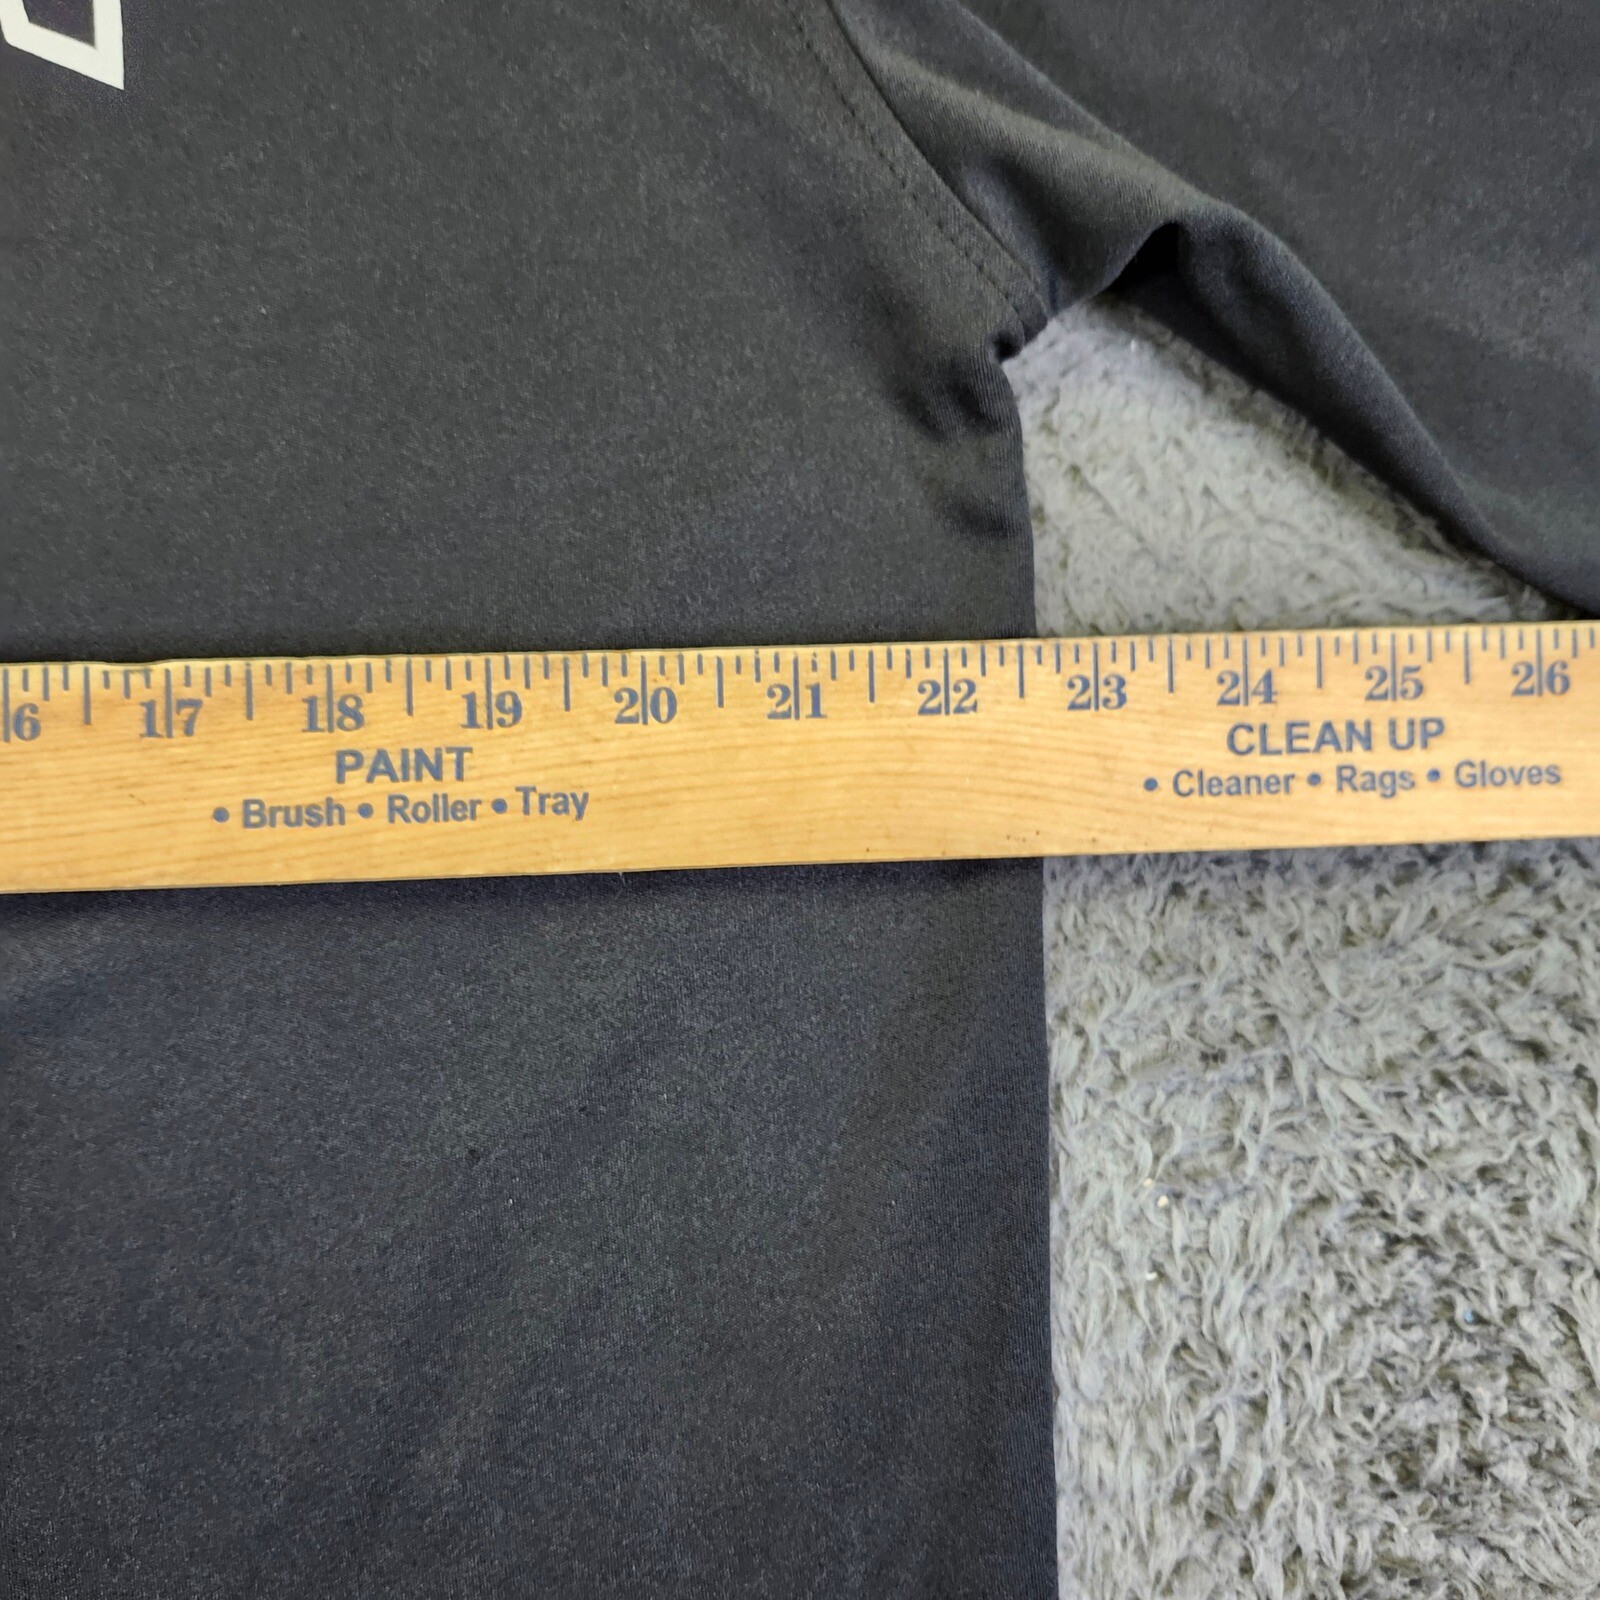 6 17 18 19 20 21 22 23 24 25 26
PAINT
• Brush • Roller • Tray
CLEAN UP
• Cleaner • Rags • Gloves